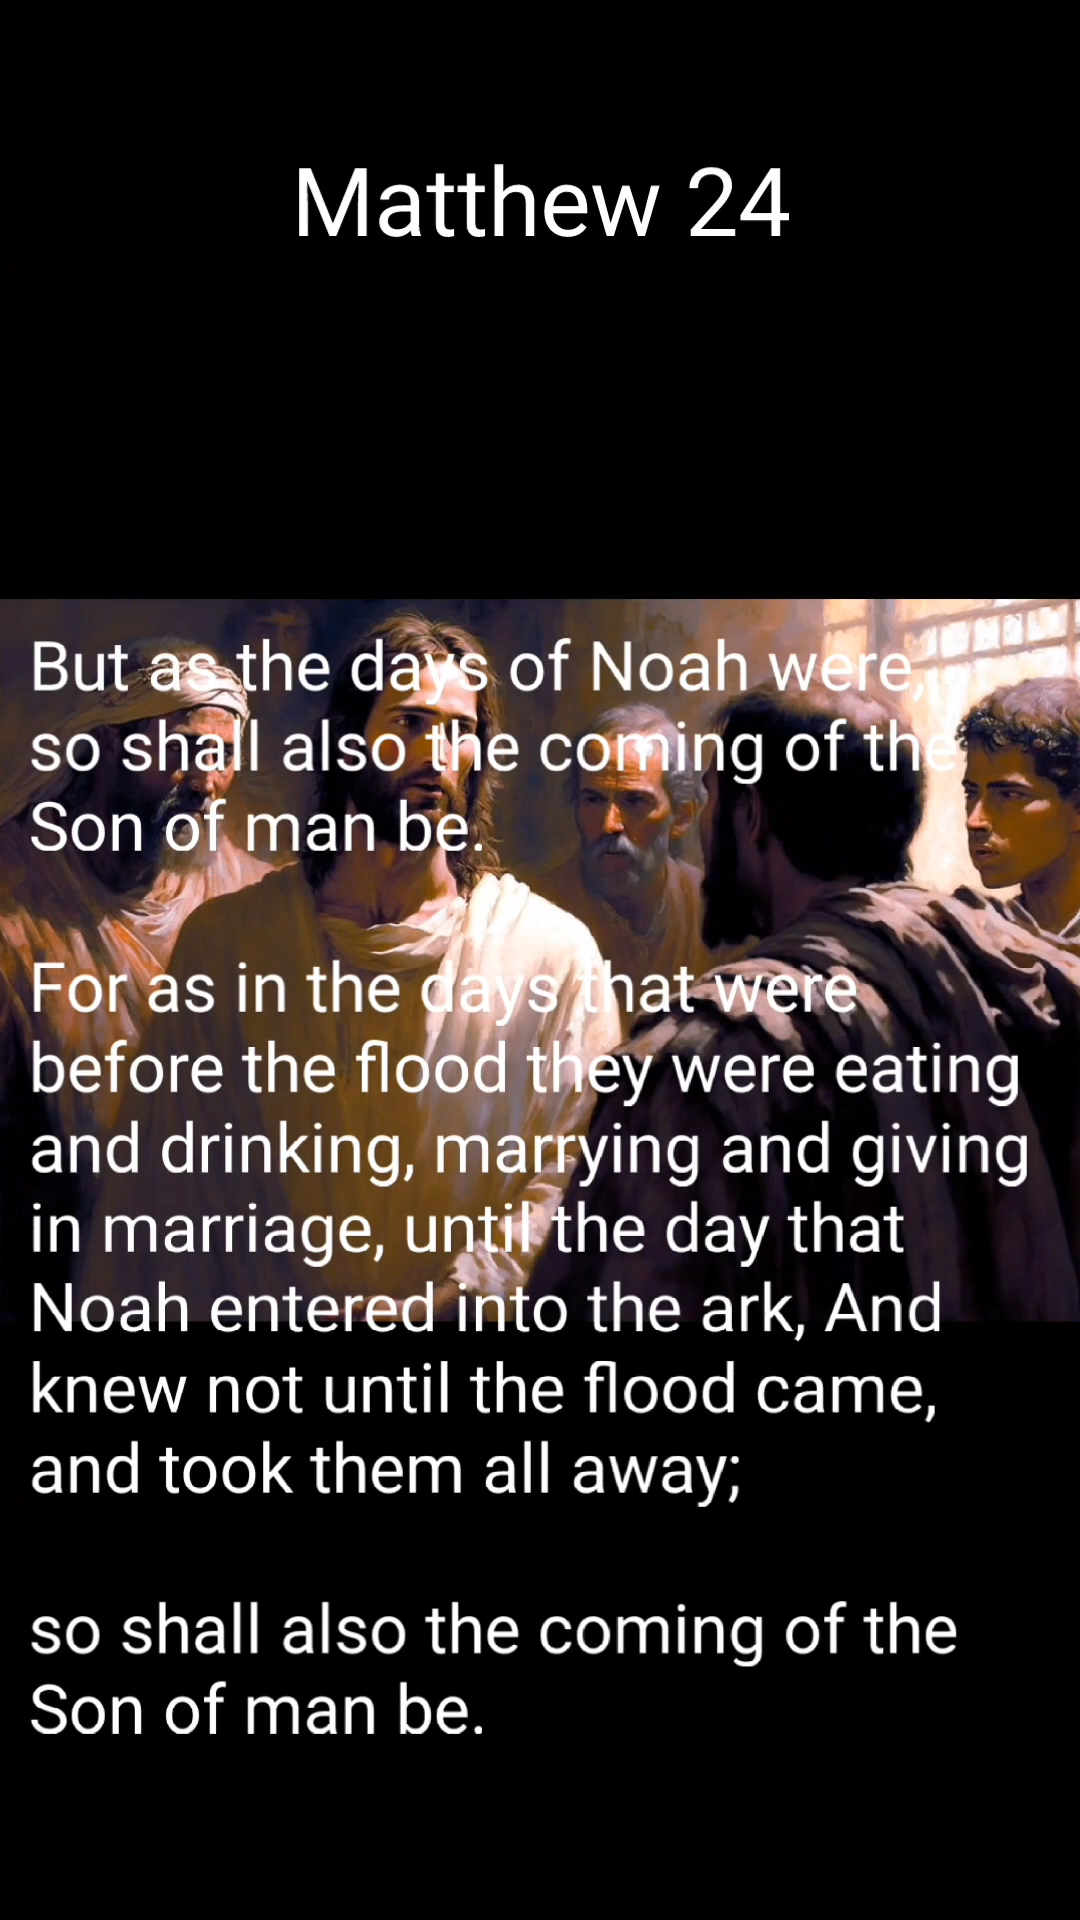 Matthew 24
But as the days of Noah were,
so shall also the coming of the
Son of man be.
For as in the days that were
before the flood they were eating
and drinking, marrying and giving
in marriage, until the day that
Noah entered into the ark, And
knew not until the flood came,
and took them all away;
so shall also the coming of the
Son of man be.